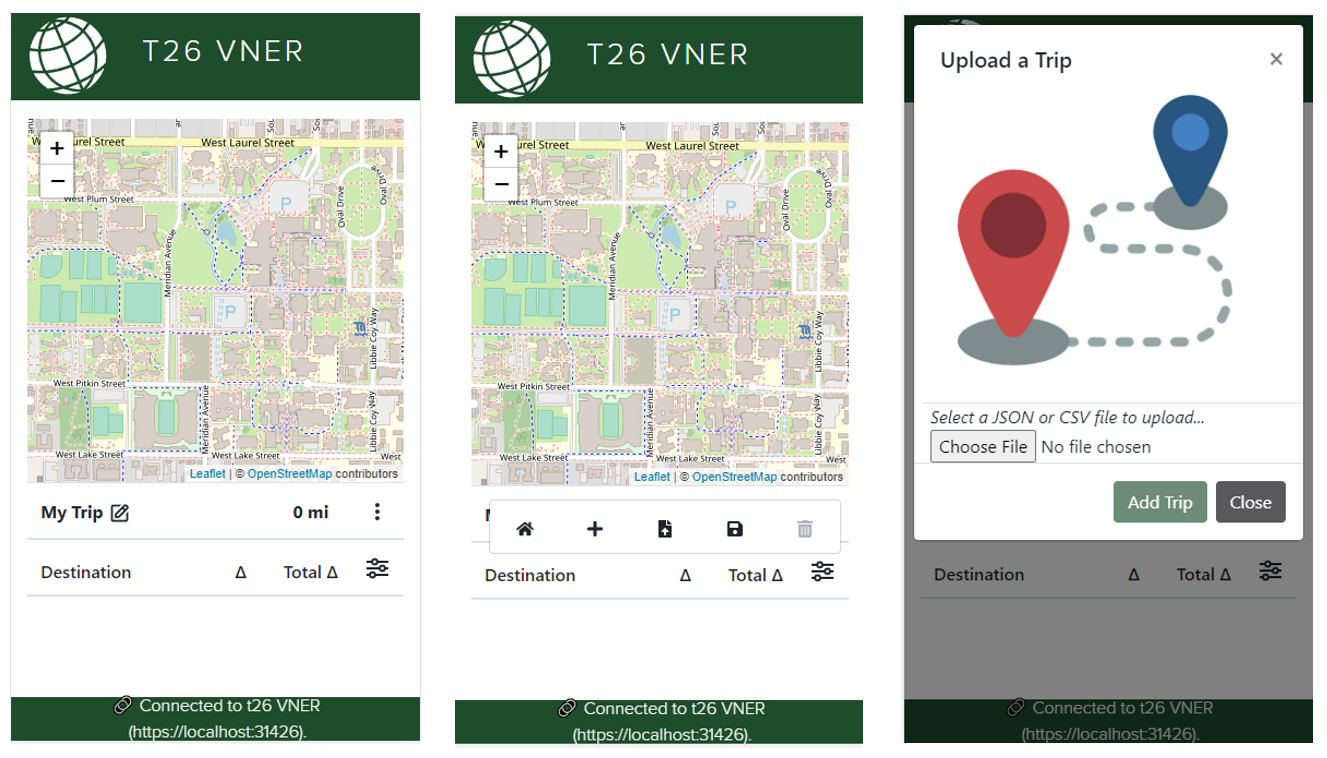 T26 VNER
+
−
West Laurel Street
West Plum Street
Oval Drive
Oval Drive
Meridian Avenue
P
P
Libbie Coy Way
West Pitkin Street
Meridian Avenue
Libbie Coy Way
West Lake Street
West
Leaflet | © OpenStreetMap contributors
My Trip 0 mi
Destination Δ Total Δ
Connected to t26 VNER
(https://localhost:31426).
T26 VNER
+
−
urel Street
West Laurel Street
West Plum Street
Oval Drive
Oval Drive
Meridian Avenue
P
P
Libbie Coy Way
West Pitkin Street
Meridian Avenue
Libbie Coy Way
West Lake Street
West
Leaflet | © OpenStreetMap contributors
Destination Δ Total Δ
Connected to t26 VNER
(https://localhost:31426).
Upload a Trip ×
Select a JSON or CSV file to upload...
Choose File No file chosen
Add Trip Close
Destination Δ Total Δ
Connected to t26 VNER
(https://localhost:31426).